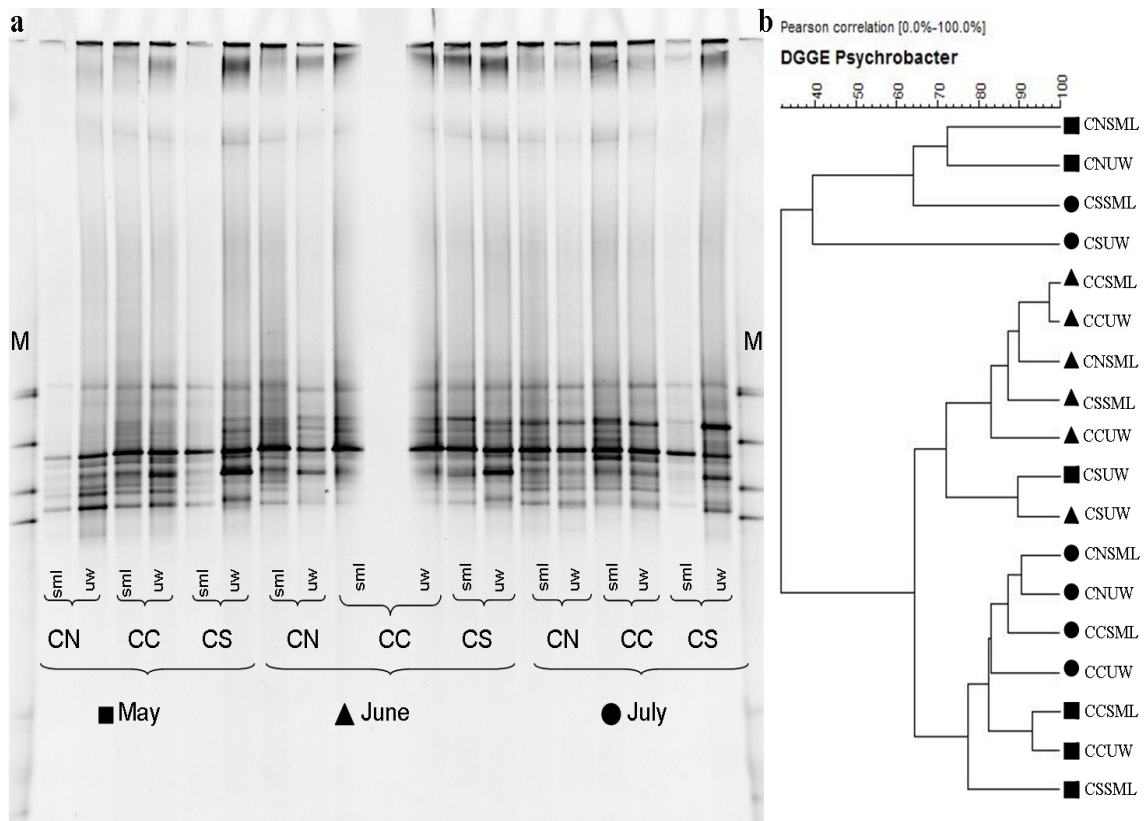 a
M M
sml uw sml uw sml uw sml uw sml uw sml uw sml uw sml uw sml uw
CN CC CS CN CC CS CN CC CS
May June July
b
Pearson correlation [0.0%-100.0%]
DGGE Psychrobacter
40 50 60 70 80 90 100
CNSML
CNUW
CSSML
CSUW
CCSML
CCUW
CNSML
CSSML
CCUW
CSUW
CSUW
CNSML
CNUW
CCSML
CCUW
CCSML
CCUW
CSSML